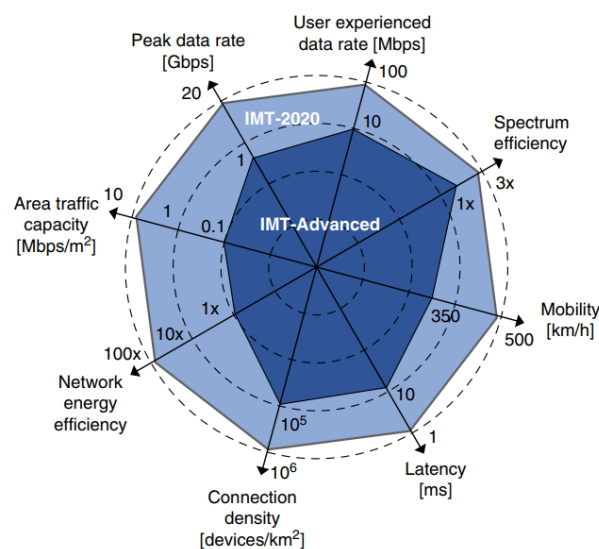 User experienced
data rate [Mbps]
100
Peak data rate
[Gbps]
20
IMT-2020
10
Spectrum
efficiency
3x
1
1x
Area traffic
capacity
[Mbps/m²]
10
1
0.1
IMT-Advanced
Mobility
[km/h]
350
500
1x
10x
100x
Network
energy
efficiency
10
1
Latency
[ms]
10⁵
10⁶
Connection
density
[devices/km²]